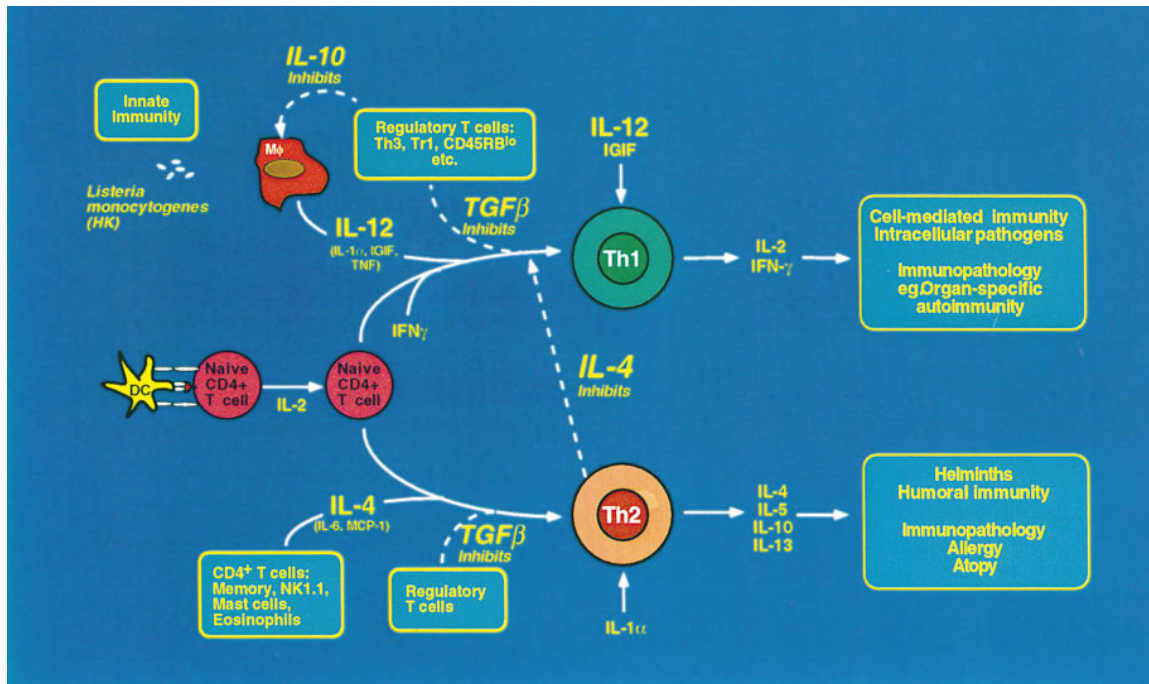 IL-10
Inhibits
Innate
Immunity
Mϕ
Regulatory T cells:
Th3, Tr1, CD45RBlo
etc.
IL-12
IGIF
Listeria
monocytogenes
(HK)
IL-12
(IL-1α, IGIF,
TNF)
TGFβ
Inhibits
Th1
IL-2
IFN-γ
Cell-mediated immunity
Intracellular pathogens
Immunopathology
eg.Organ-specific
autoimmunity
IFNγ
DC
Naive
CD4+
T cell
IL-2
Naive
CD4+
T cell
IL-4
Inhibits
IL-4
(IL-6, MCP-1)
TGFβ
Inhibits
Th2
IL-4
IL-5
IL-10
IL-13
Helminths
Humoral immunity
Immunopathology
Allergy
Atopy
CD4+ T cells:
Memory, NK1.1,
Mast cells,
Eosinophils
Regulatory
T cells
IL-1α